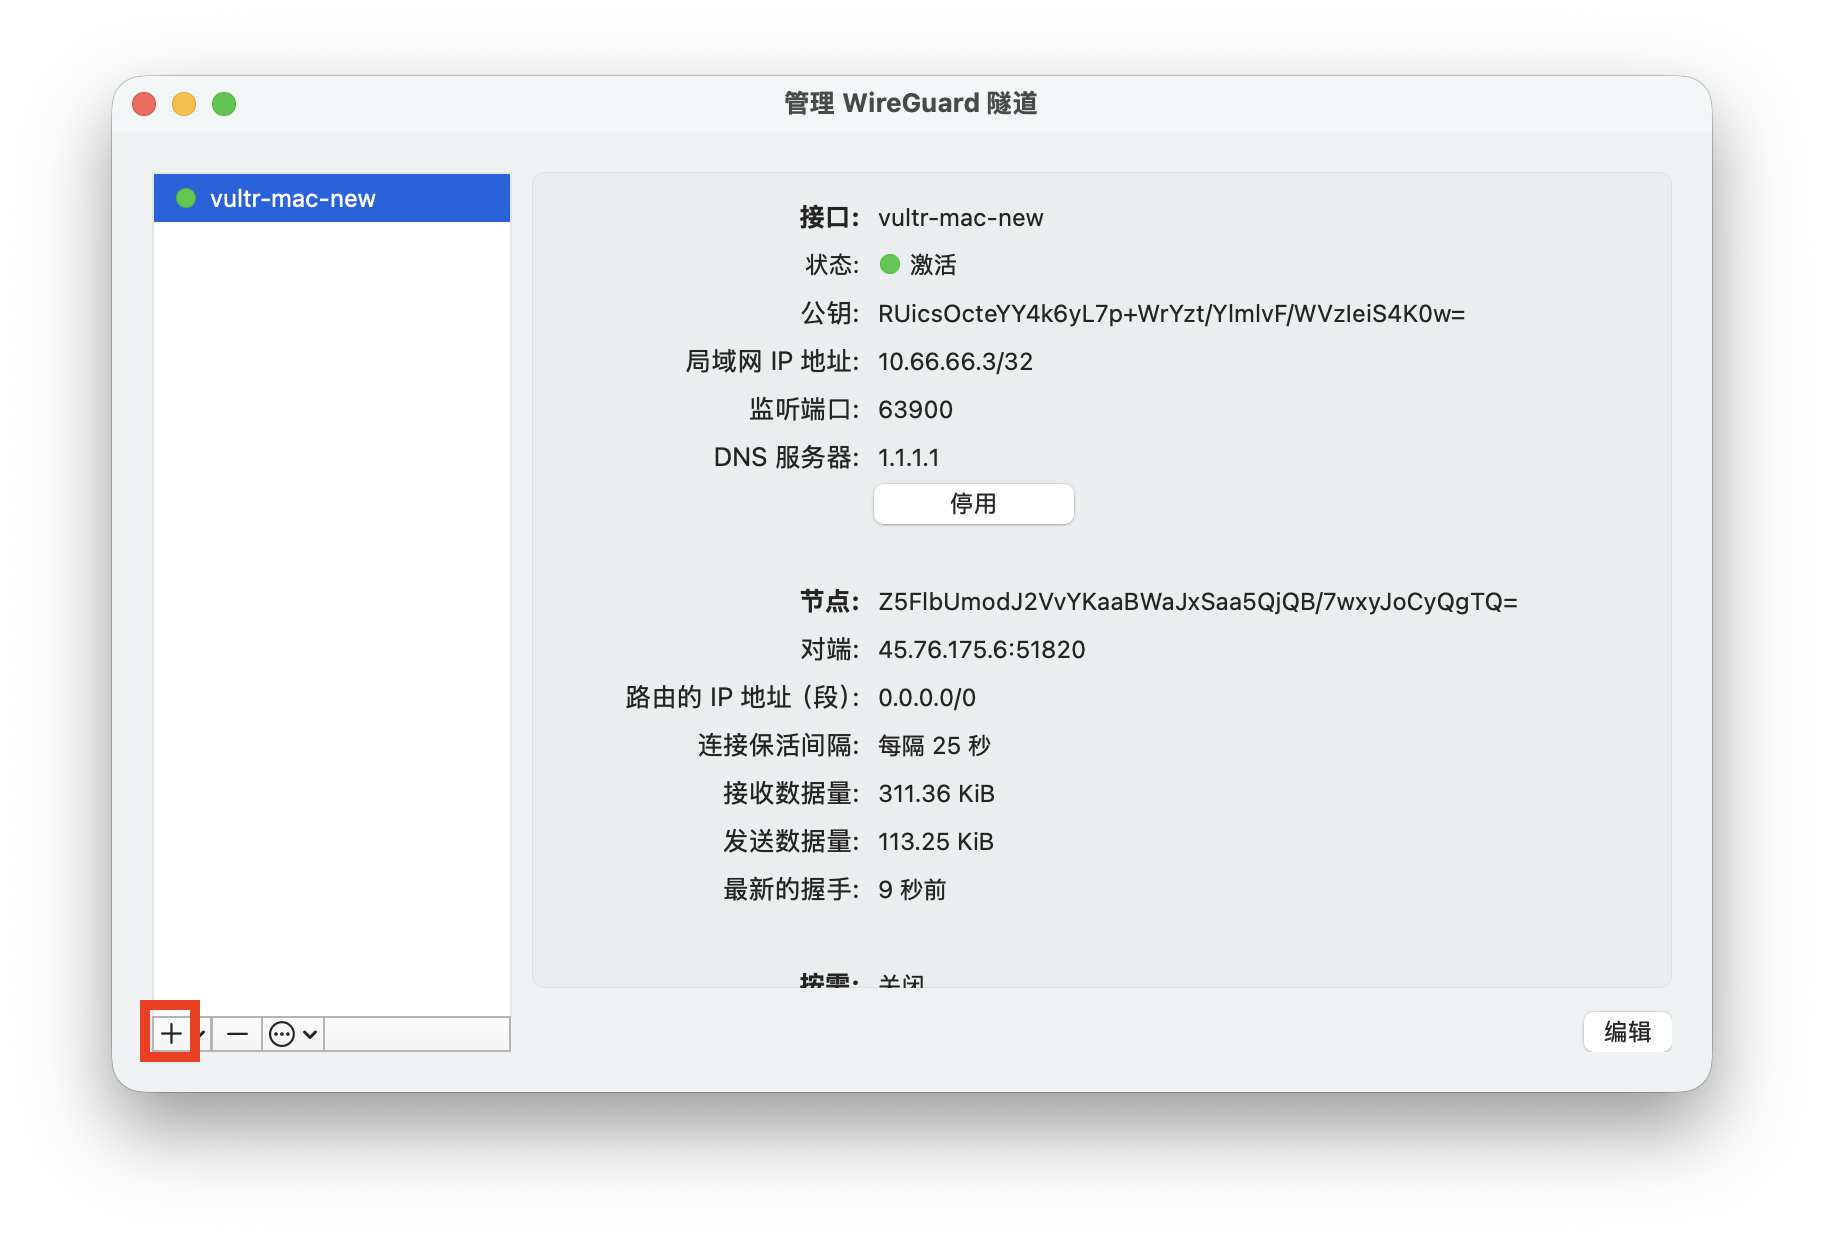 管理 WireGuard 隧道
vultr-mac-new
接口: vultr-mac-new
状态: 激活
公钥: RUicsOcteYY4k6yL7p+WrYzt/YlmlvF/WVzIeiS4K0w=
局域网 IP 地址: 10.66.66.3/32
监听端口: 63900
DNS 服务器: 1.1.1.1
停用
节点: Z5FlbUmodJ2VvYKaaBWaJxSaa5QjQB/7wxyJoCyQgTQ=
对端: 45.76.175.6:51820
路由的 IP 地址（段）: 0.0.0.0/0
连接保活间隔: 每隔 25 秒
接收数据量: 311.36 KiB
发送数据量: 113.25 KiB
最新的握手: 9 秒前
按需: 关闭
编辑